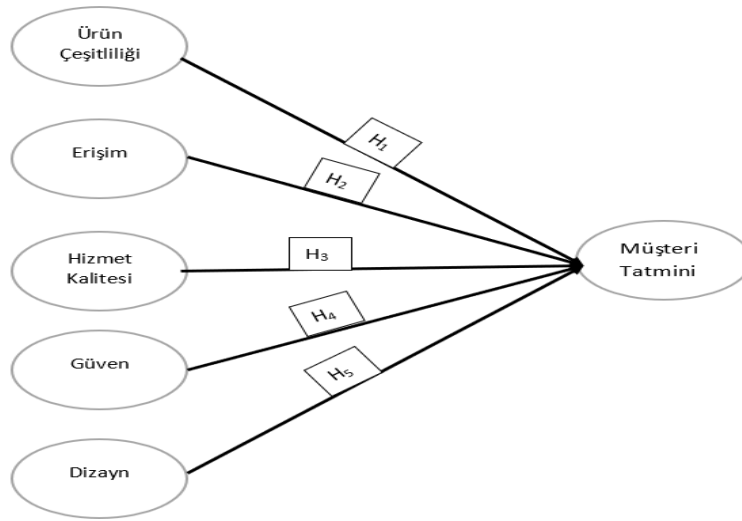 Ürün
Çeşitliliği
H₁
Erişim
H₂
Hizmet
Kalitesi
H₃
Müşteri
Tatmini
Güven
H₄
H₅
Dizayn